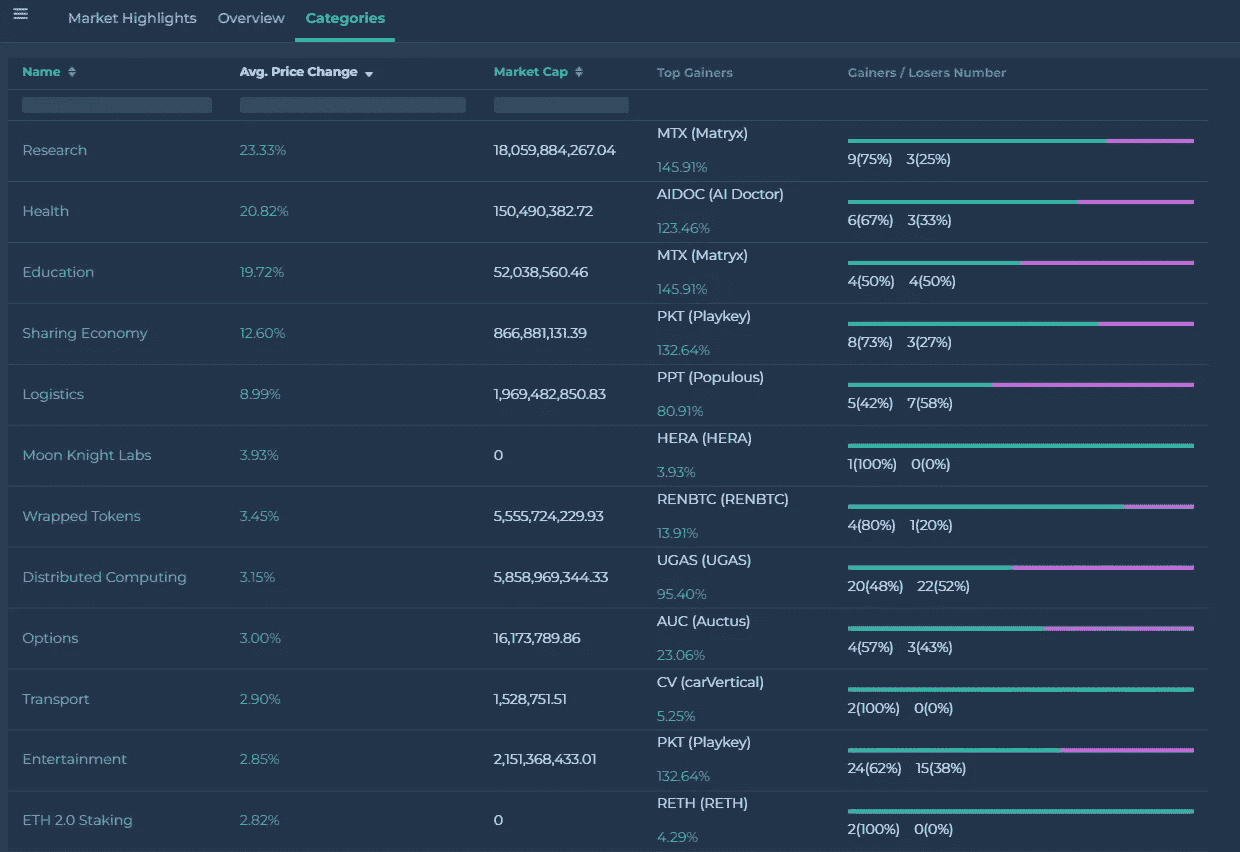 Market Highlights Overview Categories
Name Avg. Price Change Market Cap Top Gainers Gainers / Losers Number
Research 23.33% 18,059,884,267.04 MTX (Matryx) 145.91% 9(75%) 3(25%)
Health 20.82% 150,490,382.72 AIDOC (AI Doctor) 123.46% 6(67%) 3(33%)
Education 19.72% 52,038,560.46 MTX (Matryx) 145.91% 4(50%) 4(50%)
Sharing Economy 12.60% 866,881,131.39 PKT (Playkey) 132.64% 8(73%) 3(27%)
Logistics 8.99% 1,969,482,850.83 PPT (Populous) 80.91% 5(42%) 7(58%)
Moon Knight Labs 3.93% 0 HERA (HERA) 3.93% 1(100%) 0(0%)
Wrapped Tokens 3.45% 5,555,724,229.93 RENBTC (RENBTC) 13.91% 4(80%) 1(20%)
Distributed Computing 3.15% 5,858,969,344.33 UGAS (UGAS) 95.40% 20(48%) 22(52%)
Options 3.00% 16,173,789.86 AUC (Auctus) 23.06% 4(57%) 3(43%)
Transport 2.90% 1,528,751.51 CV (carVertical) 5.25% 2(100%) 0(0%)
Entertainment 2.85% 2,151,368,433.01 PKT (Playkey) 132.64% 24(62%) 15(38%)
ETH 2.0 Staking 2.82% 0 RETH (RETH) 4.29% 2(100%) 0(0%)